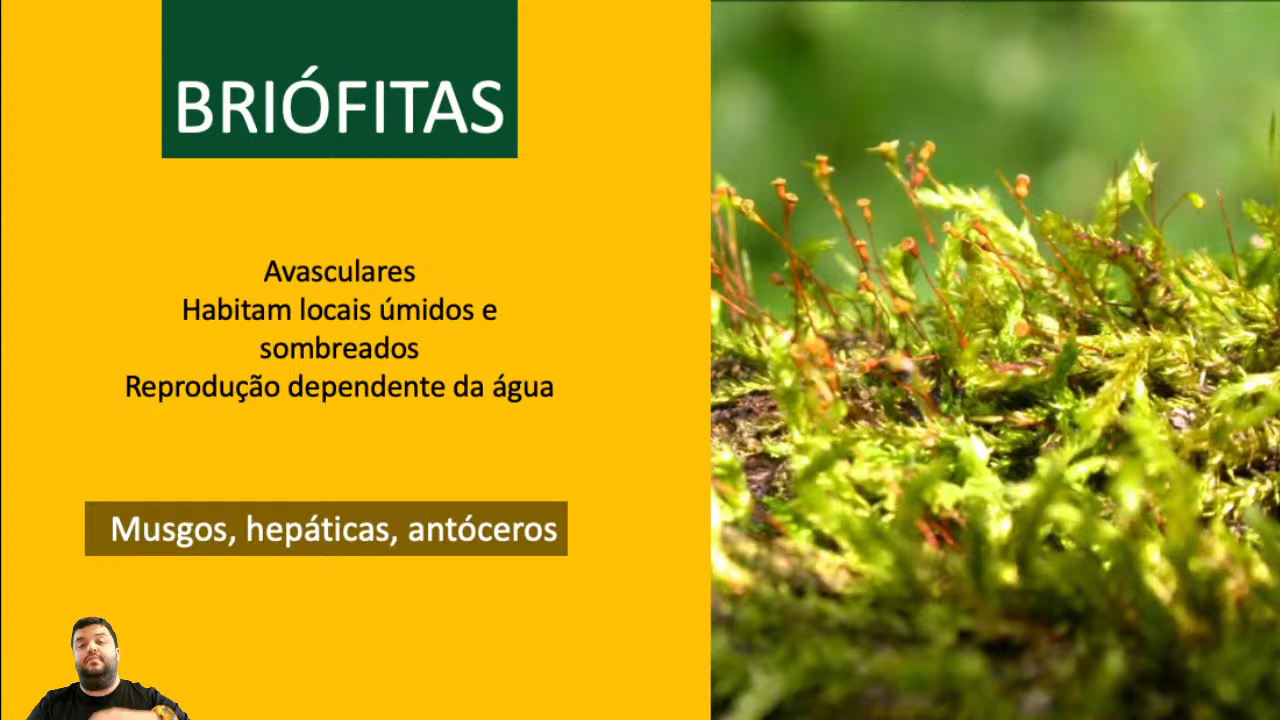 BRIÓFITAS
Avasculares
Habitam locais úmidos e
sombreados
Reprodução dependente da água
Musgos, hepáticas, antóceros